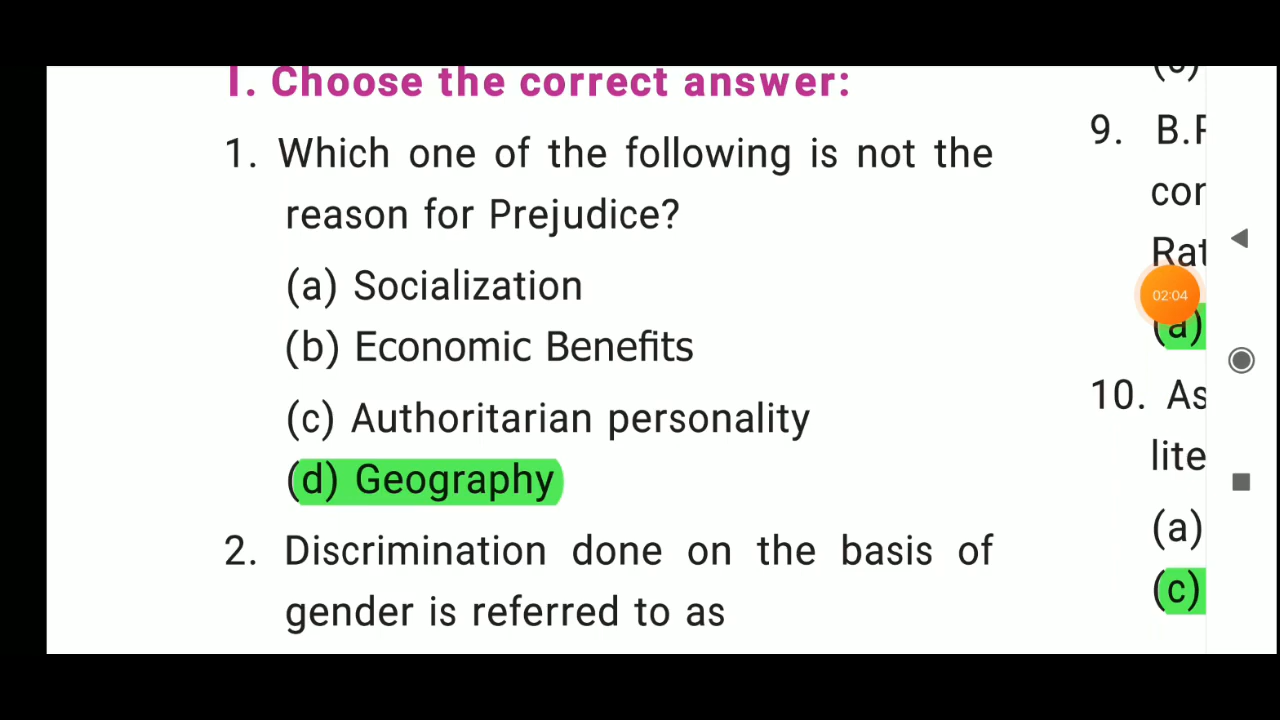 I. Choose the correct answer:
1. Which one of the following is not the
reason for Prejudice?
(a) Socialization
(b) Economic Benefits
(c) Authoritarian personality
(d) Geography
2. Discrimination done on the basis of
gender is referred to as
9. B.
cor
Rat
02:04
(a)
10. As
lite
(a)
(c)